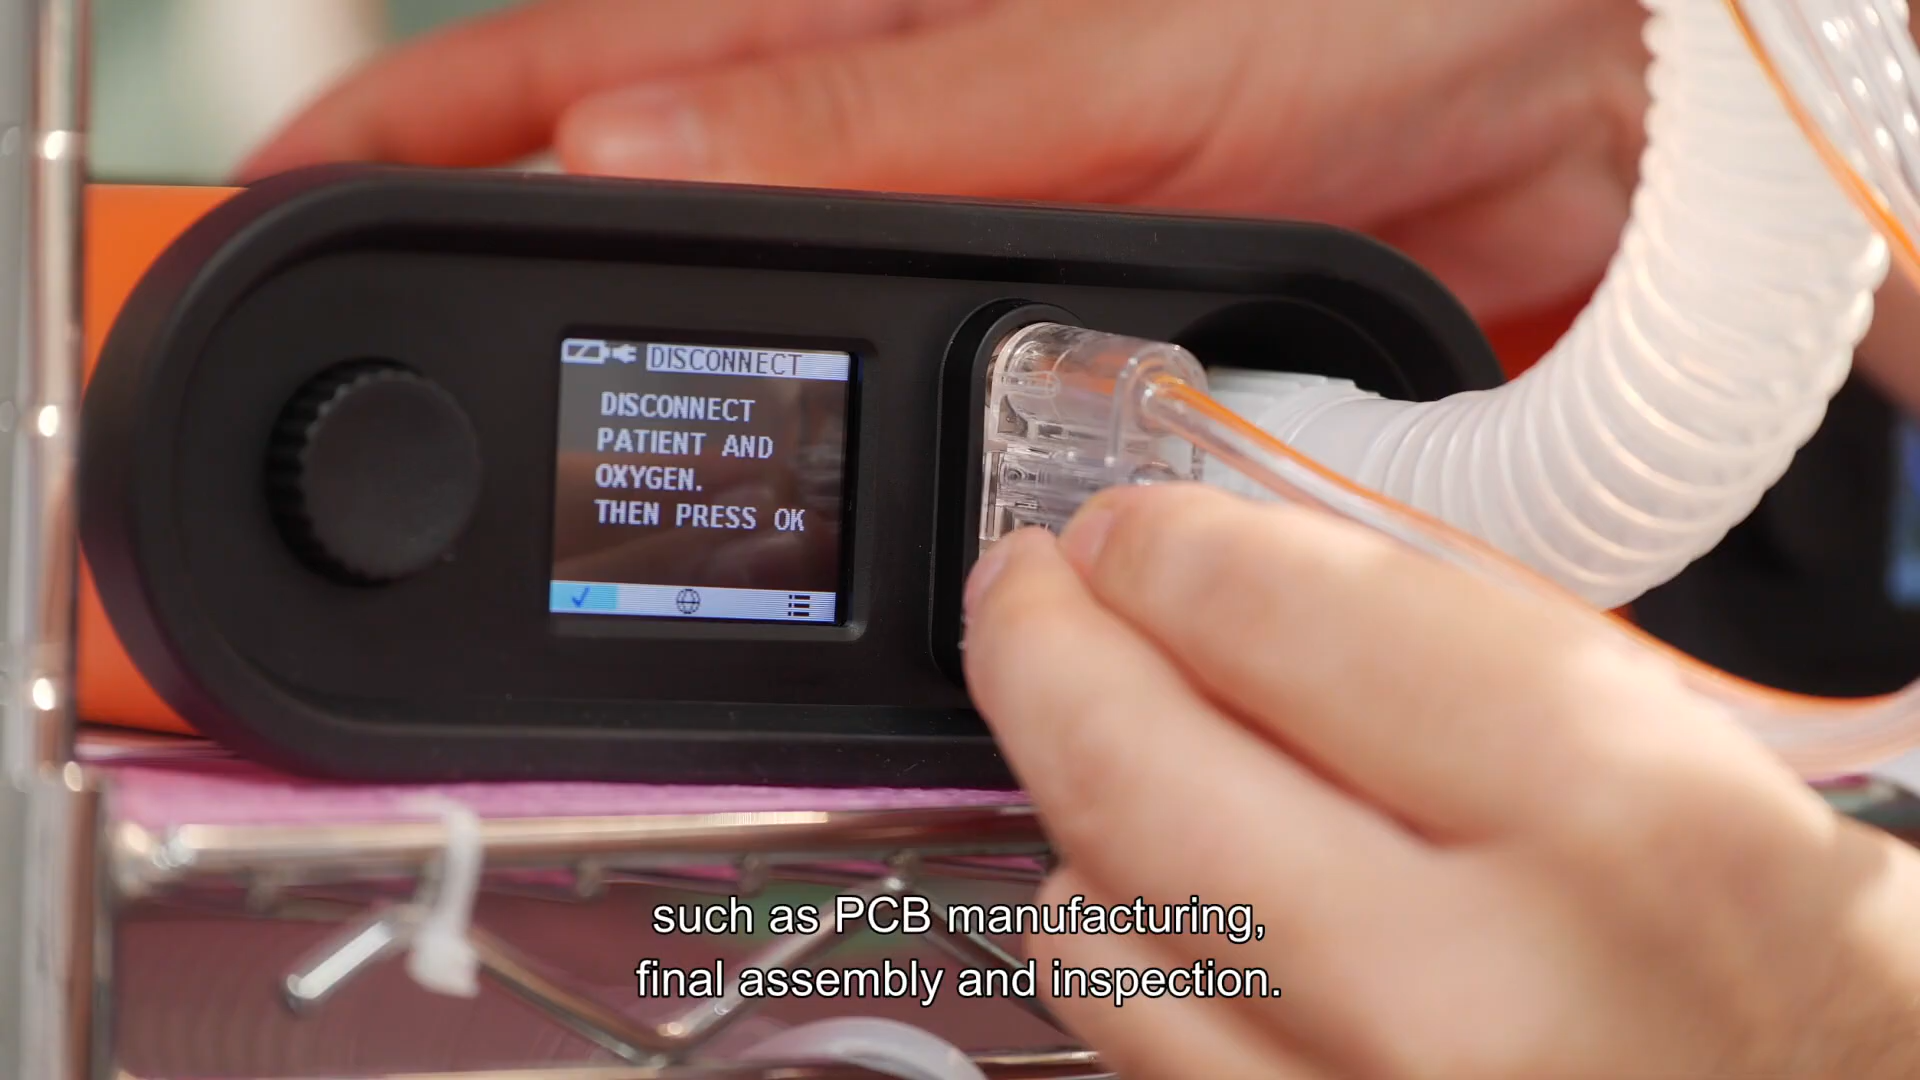 DISCONNECT
DISCONNECT
PATIENT AND
OXYGEN.
THEN PRESS OK
such as PCB manufacturing,
final assembly and inspection.